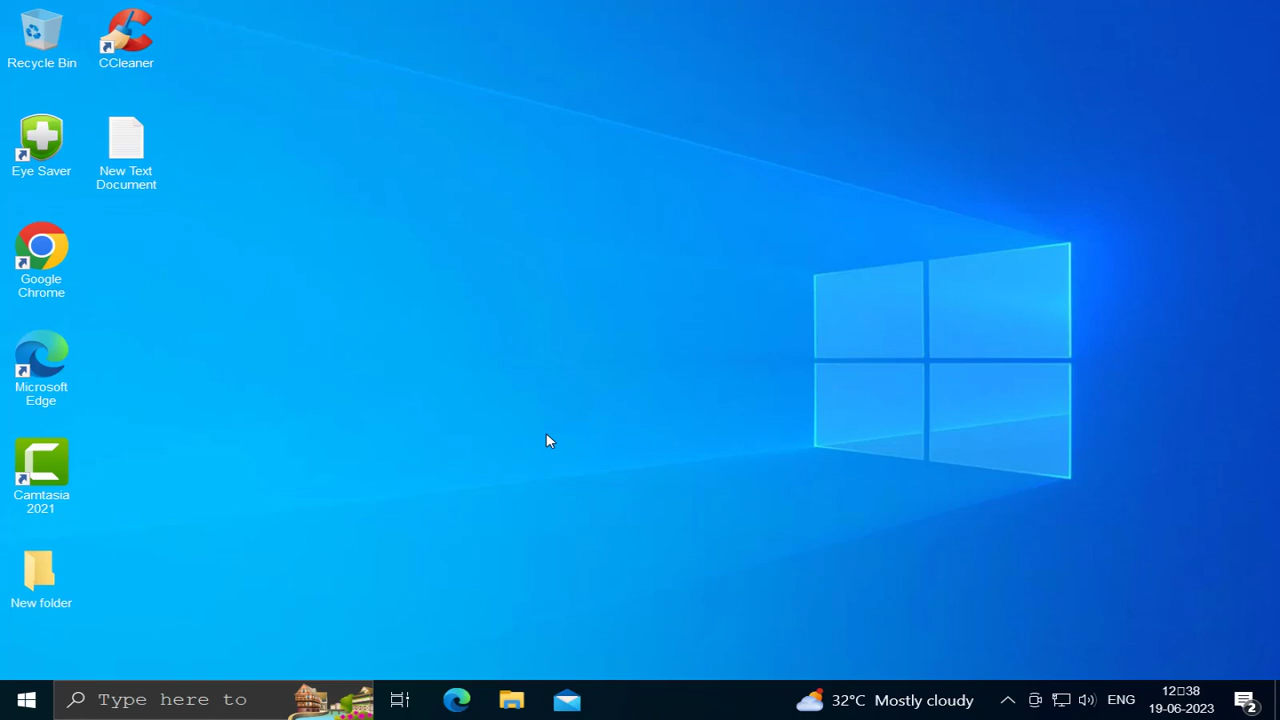 Recycle Bin
CCleaner
Eye Saver
New Text
Document
Google
Chrome
Microsoft
Edge
Camtasia
2021
New folder
Type here to
32°C Mostly cloudy
ENG
12□38
19-06-2023
2